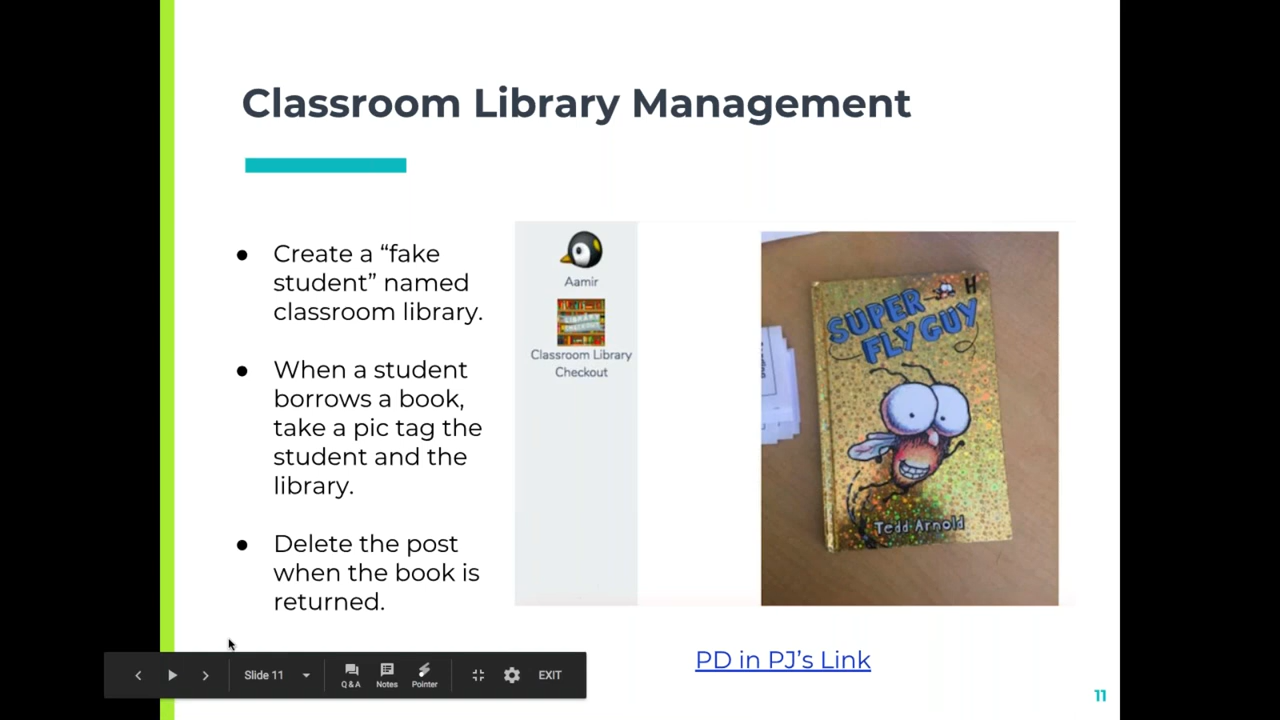 Classroom Library Management
● Create a “fake
student” named
classroom library.
● When a student
borrows a book,
take a pic tag the
student and the
library.
● Delete the post
when the book is
returned.
Aamir
LIBRARY
CHECKOUT
Classroom Library
Checkout
H
SUPER
FLY GUY
Tedd Arnold
PD in PJ’s Link
11
Slide 11
Q & A
Notes
Pointer
EXIT